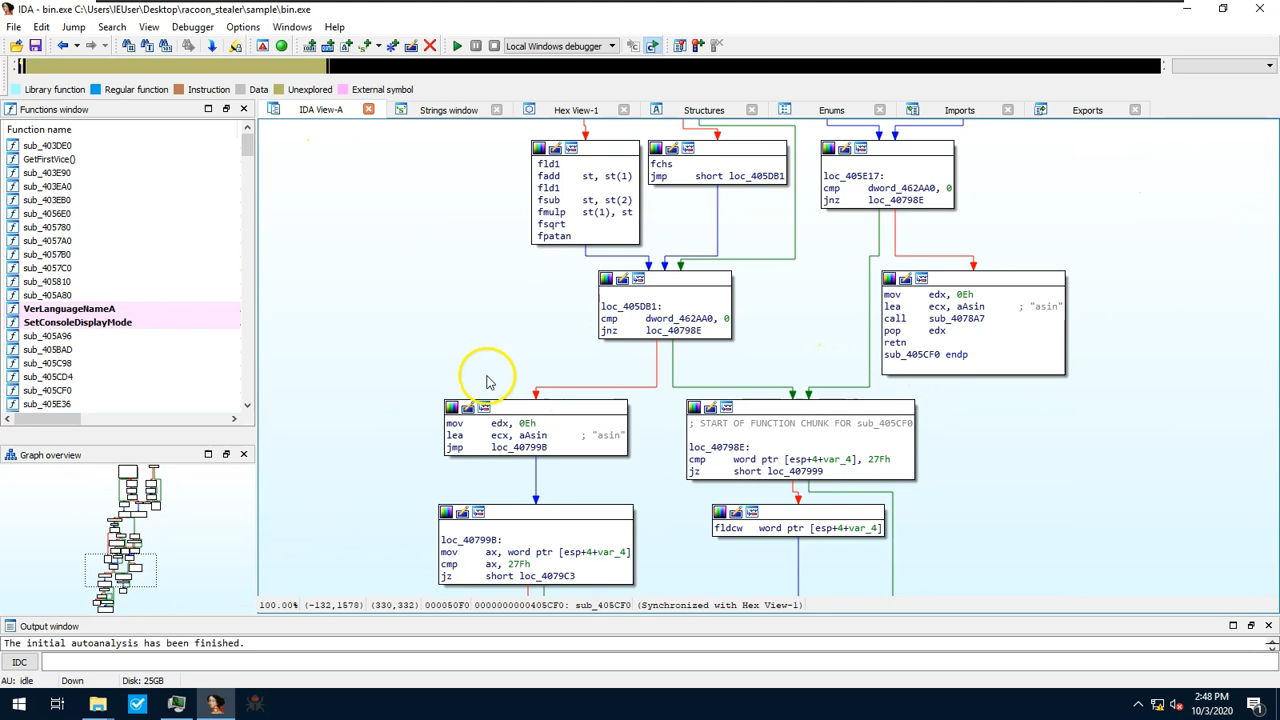 IDA - bin.exe C:\Users\IEUser\Desktop\racoon_stealer\sample\bin.exe
File Edit Jump Search View Debugger Options Windows Help
Local Windows debugger
Library function Regular function Instruction Data Unexplored External symbol
Functions window
IDA View-A Strings window Hex View-1 Structures Enums Imports Exports
Function name
sub_403DE0
GetFirstVice()
sub_403E90
sub_403EA0
sub_403EB0
sub_4056E0
sub_405780
sub_4057A0
sub_4057B0
sub_4057C0
sub_405810
sub_405A80
VerLanguageNameA
SetConsoleDisplayMode
sub_405A96
sub_405BAD
sub_405C98
sub_405CD4
sub_405CF0
sub_405E36
Graph overview
fld1
fadd st, st(1)
fld1
fsub st, st(2)
fmulp st(1), st
fsqrt
fpatan
fchs
jmp short loc_405DB1
loc_405E17:
cmp dword_462AA0, 0
jnz loc_40798E
loc_405DB1:
cmp dword_462AA0, 0
jnz loc_40798E
mov edx, 0Eh
lea ecx, aAsin ; "asin"
call sub_4078A7
pop edx
retn
sub_405CF0 endp
mov edx, 0Eh
lea ecx, aAsin ; "asin"
jmp loc_40799B
; START OF FUNCTION CHUNK FOR sub_405CF0
loc_40798E:
cmp word ptr [esp+4+var_4], 27Fh
jz short loc_407999
loc_40799B:
mov ax, word ptr [esp+4+var_4]
cmp ax, 27Fh
jz short loc_4079C3
fldcw word ptr [esp+4+var_4]
100.00% (-132,1578) (330,332) 000050F0 0000000000405CF0: sub_405CF0 (Synchronized with Hex View-1)
Output window
The initial autoanalysis has been finished.
IDC
AU: idle Down Disk: 25GB
2:48 PM
10/3/2020
1